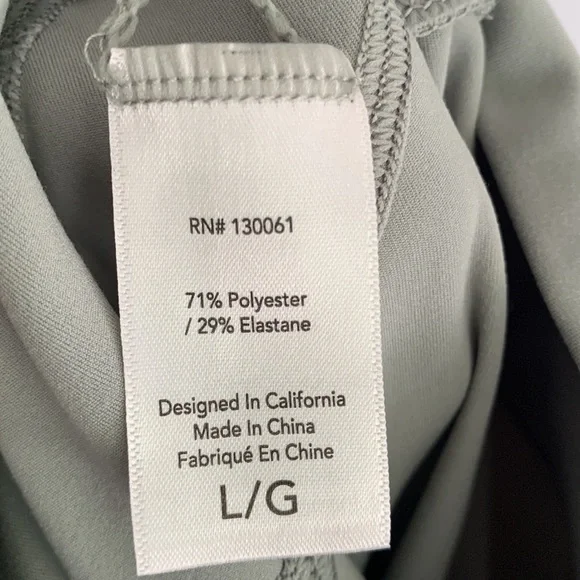 RN# 130061
71% Polyester
/ 29% Elastane
Designed In California
Made In China
Fabriqué En Chine
L/G